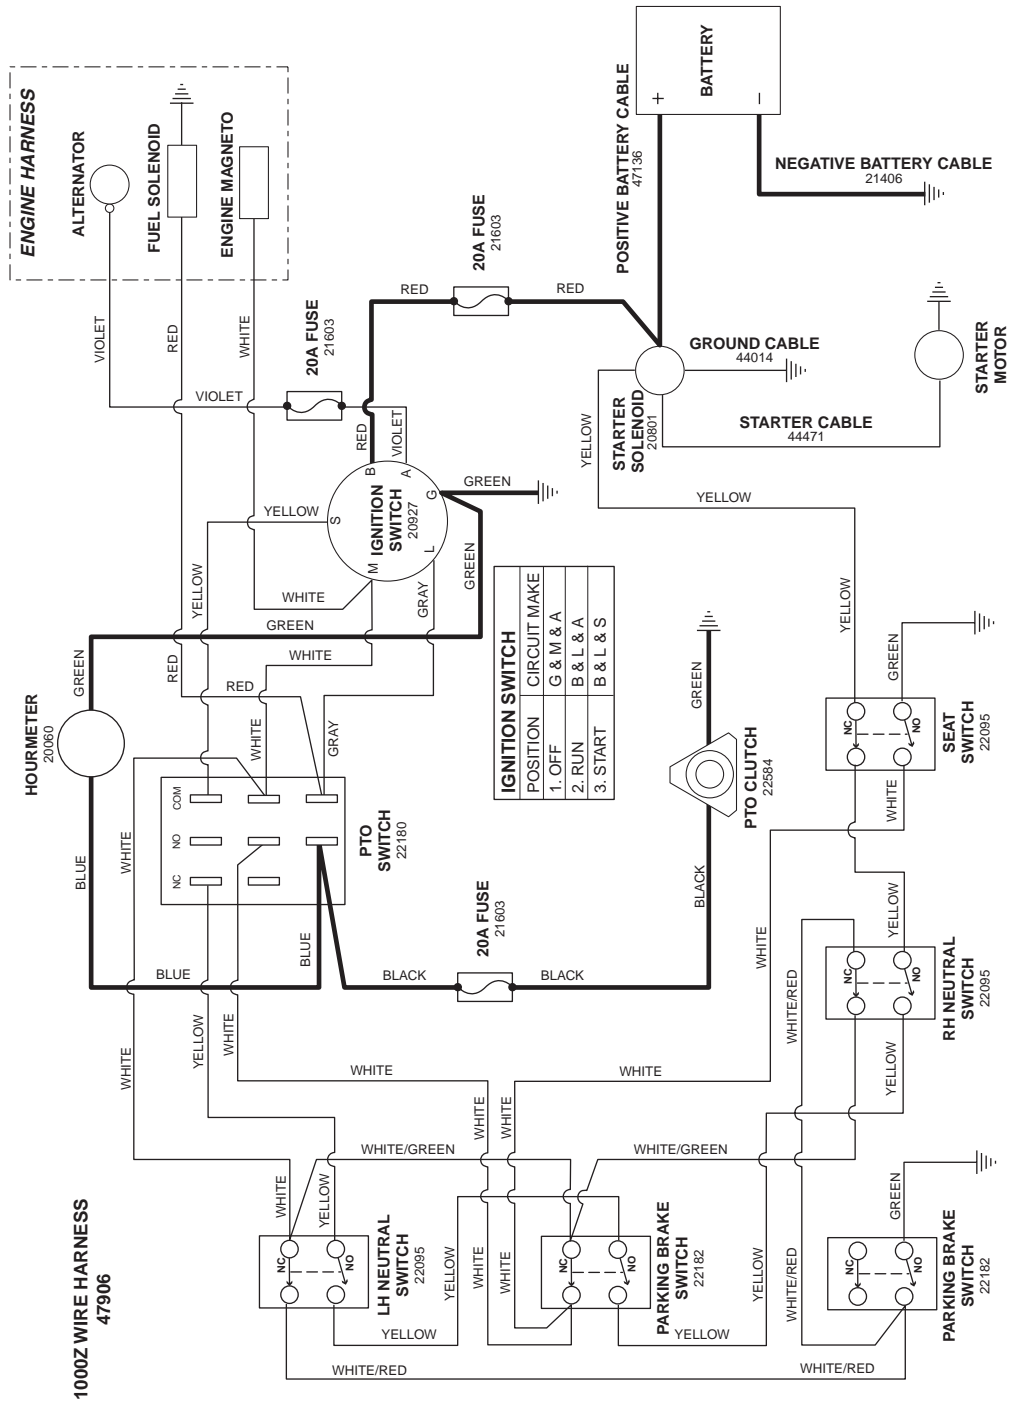 1000Z WIRE HARNESS
47906
ENGINE HARNESS
ALTERNATOR
FUEL SOLENOID
ENGINE MAGNETO
VIOLET
RED
WHITE
VIOLET
20A FUSE
21603
RED
20A FUSE
21603
RED
POSITIVE BATTERY CABLE
47136
+
BATTERY
–
NEGATIVE BATTERY CABLE
21406
GROUND CABLE
44014
STARTER
SOLENOID
20801
STARTER CABLE
44471
STARTER
MOTOR
YELLOW
YELLOW
YELLOW
RED
VIOLET
IGNITION
SWITCH
20927
B
A
G
L
M
S
GREEN
GREEN
GRAY
YELLOW
YELLOW
WHITE
GREEN
WHITE
RED
RED
GREEN
WHITE
GRAY
HOURMETER
20060
IGNITION SWITCH
POSITION CIRCUIT MAKE
1. OFF G & M & A
2. RUN B & L & A
3. START B & L & S
PTO
SWITCH
22180
COM
NO
NC
WHITE
BLUE
BLUE
BLUE
BLACK
20A FUSE
21603
BLACK
BLACK
PTO CLUTCH
22584
GREEN
SEAT
SWITCH
22095
NC
NO
GREEN
WHITE
WHITE
YELLOW
WHITE/RED
RH NEUTRAL
SWITCH
22095
NC
NO
YELLOW
WHITE
YELLOW
WHITE
WHITE
WHITE
WHITE
WHITE
WHITE/GREEN
WHITE/GREEN
WHITE
YELLOW
LH NEUTRAL
SWITCH
22095
NC
NO
YELLOW
WHITE
WHITE
YELLOW
WHITE/RED
PARKING BRAKE
SWITCH
22182
NC
NO
YELLOW
YELLOW
WHITE/RED
WHITE/RED
GREEN
PARKING BRAKE
SWITCH
22182
NC
NO